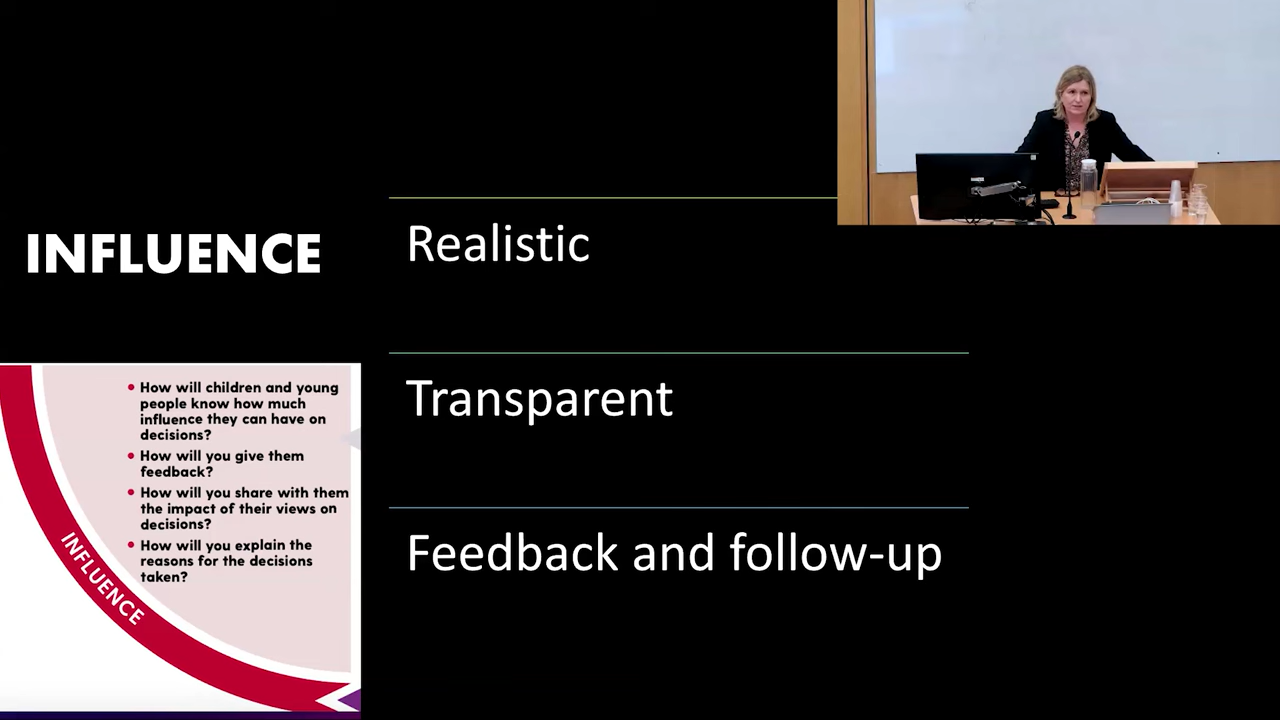 INFLUENCE
Realistic
Transparent
Feedback and follow-up
• How will children and young
people know how much
influence they can have on
decisions?
• How will you give them
feedback?
• How will you share with them
the impact of their views on
decisions?
• How will you explain the
reasons for the decisions
taken?
INFLUENCE